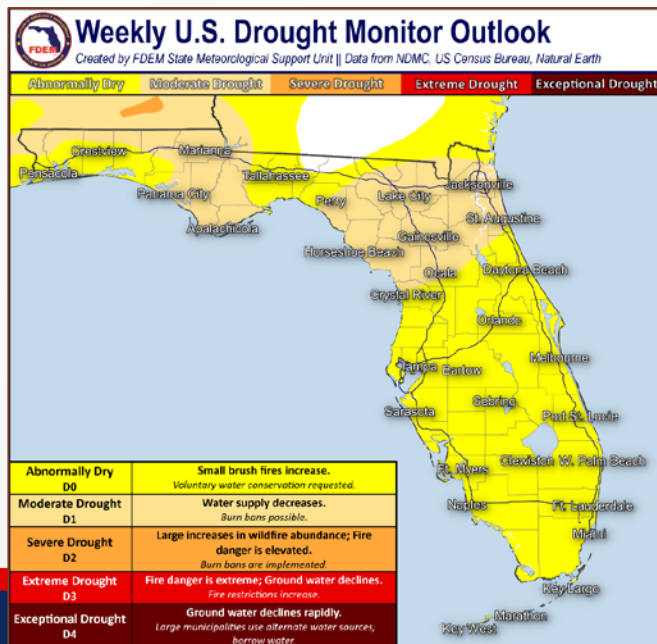 Weekly U.S. Drought Monitor Outlook
FDEM
Created by FDEM State Meteorological Support Unit || Data from NDMC, US Census Bureau, Natural Earth
Abnormally Dry Moderate Drought Severe Drought Extreme Drought Exceptional Drought
Crestview Marianna
Pensacola Tallahassee Jacksonville
Panama City Perry Lake City
Apalachicola St. Augustine
Gainesville
Horseshoe Beach
Ocala Daytona Beach
Crystal River
Orlando
Melbourne
Tampa Bartow
Sebring
Sarasota Port St. Lucie
Ft. Myers Clewiston W. Palm Beach
Naples Ft. Lauderdale
Miami
Key Largo
Marathon
Key West
Abnormally Dry
D0
Small brush fires increase.
Voluntary water conservation requested.
Moderate Drought
D1
Water supply decreases.
Burn bans possible.
Severe Drought
D2
Large increases in wildfire abundance; Fire
danger is elevated.
Burn bans are implemented.
Extreme Drought
D3
Fire danger is extreme; Ground water declines.
Fire restrictions increase.
Exceptional Drought
D4
Ground water declines rapidly.
Large municipalities use alternate water sources,
borrow water.